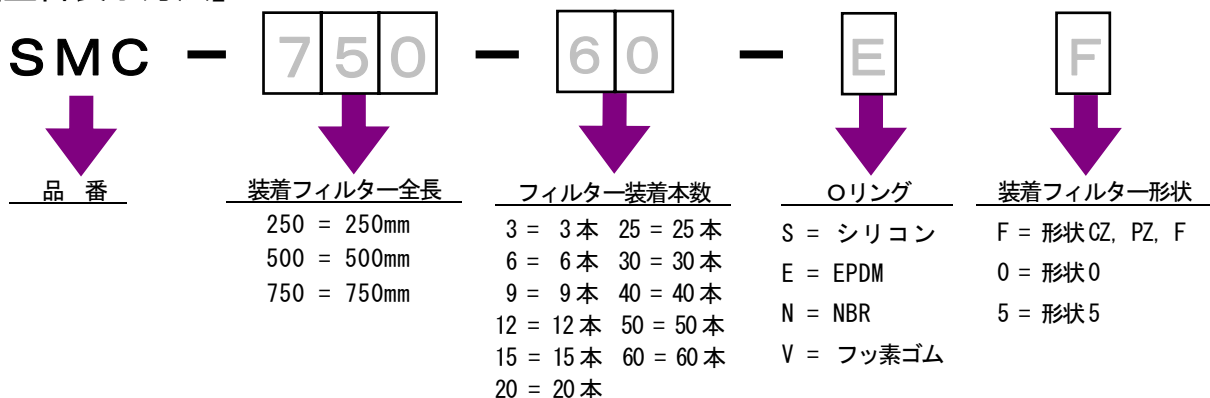 SMC - 750 - 60 - E F
品 番
装着フィルター全長
250 = 250mm
500 = 500mm
750 = 750mm
フィルター装着本数
3 = 3本 25 = 25本
6 = 6本 30 = 30本
9 = 9本 40 = 40本
12 = 12本 50 = 50本
15 = 15本 60 = 60本
20 = 20本
Oリング
S = シリコン
E = EPDM
N = NBR
V = フッ素ゴム
装着フィルター形状
F = 形状CZ, PZ, F
0 = 形状0
5 = 形状5